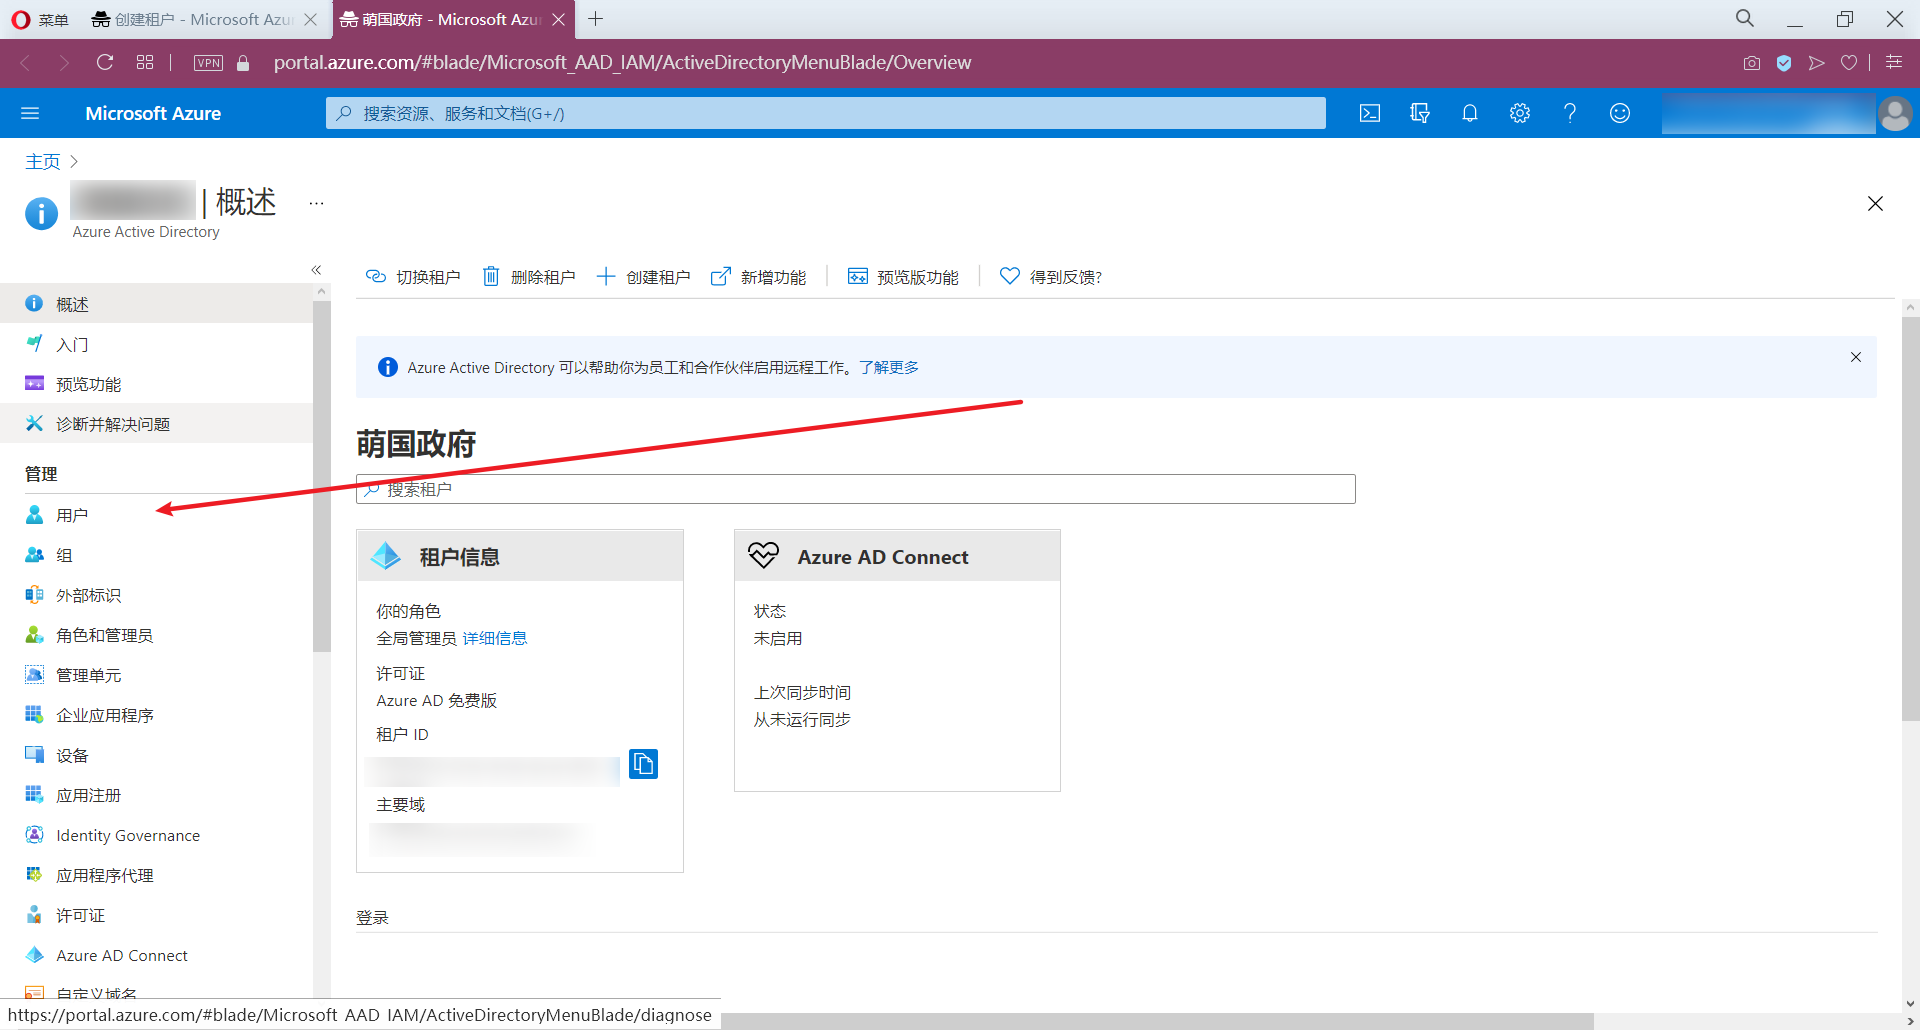 菜单
创建租户 - Microsoft Azu
萌国政府 - Microsoft Azu
VPN
portal.azure.com/#blade/Microsoft_AAD_IAM/ActiveDirectoryMenuBlade/Overview
Microsoft Azure
搜索资源、服务和文档(G+/)
主页
| 概述
...
Azure Active Directory
概述
入门
预览功能
诊断并解决问题
管理
用户
组
外部标识
角色和管理员
管理单元
企业应用程序
设备
应用注册
Identity Governance
应用程序代理
许可证
Azure AD Connect
自定义域名
切换租户
删除租户
创建租户
新增功能
预览版功能
得到反馈?
Azure Active Directory 可以帮助你为员工和合作伙伴启用远程工作。了解更多
萌国政府
搜索租户
租户信息
你的角色
全局管理员 详细信息
许可证
Azure AD 免费版
租户 ID
主要域
Azure AD Connect
状态
未启用
上次同步时间
从未运行同步
登录
https://portal.azure.com/#blade/Microsoft_AAD_IAM/ActiveDirectoryMenuBlade/diagnose